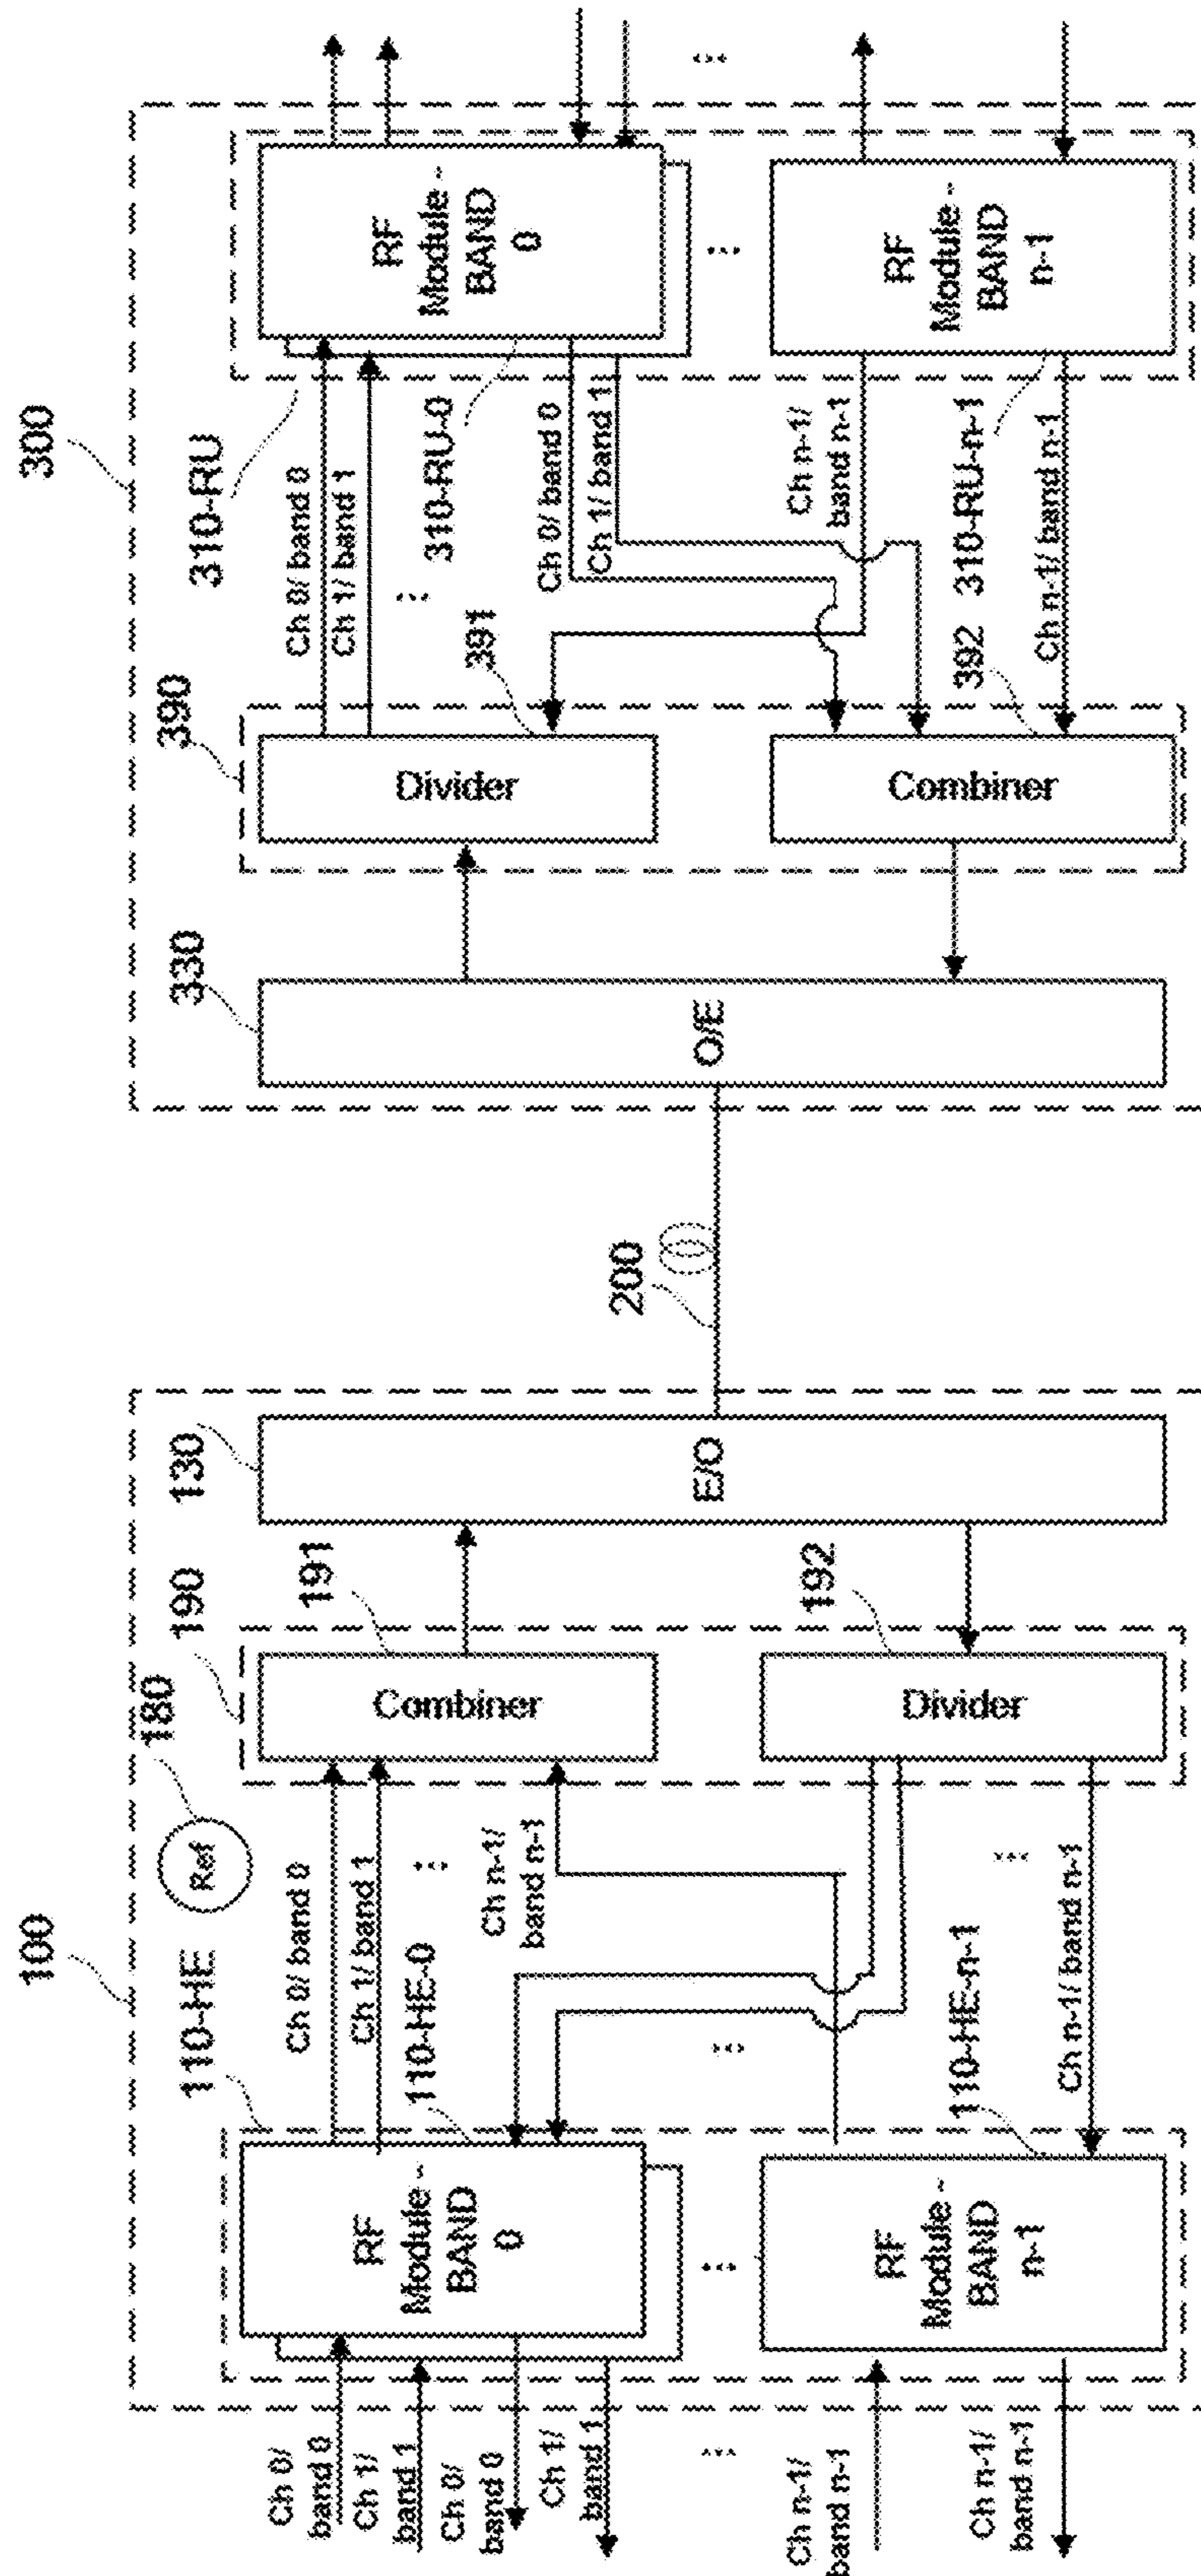 100
110-HE
180
190
130
Ref
Ch 0/
band 0
Ch 1/
band 1
Ch 0/
band 0
Ch 1/
band 1
...
Ch n-1/
band n-1
Ch n-1/
band n-1
RF
Module -
BAND
0
...
RF
Module -
BAND
n-1
Ch 0/ band 0
Ch 1/ band 1
...
110-HE-0
Ch n-1/
band n-1
...
110-HE-n-1
...
Ch n-1/ band n-1
191
Combiner
192
Divider
E/O
200
300
330
390
310-RU
O/E
Divider
391
Combiner
392
Ch 0/ band 0
Ch 1/ band 1
...
310-RU-0
Ch 0/ band 0
Ch 1/ band 1
Ch n-1/
band n-1
310-RU-n-1
Ch n-1/ band n-1
RF
Module -
BAND
0
...
RF
Module -
BAND
n-1
...